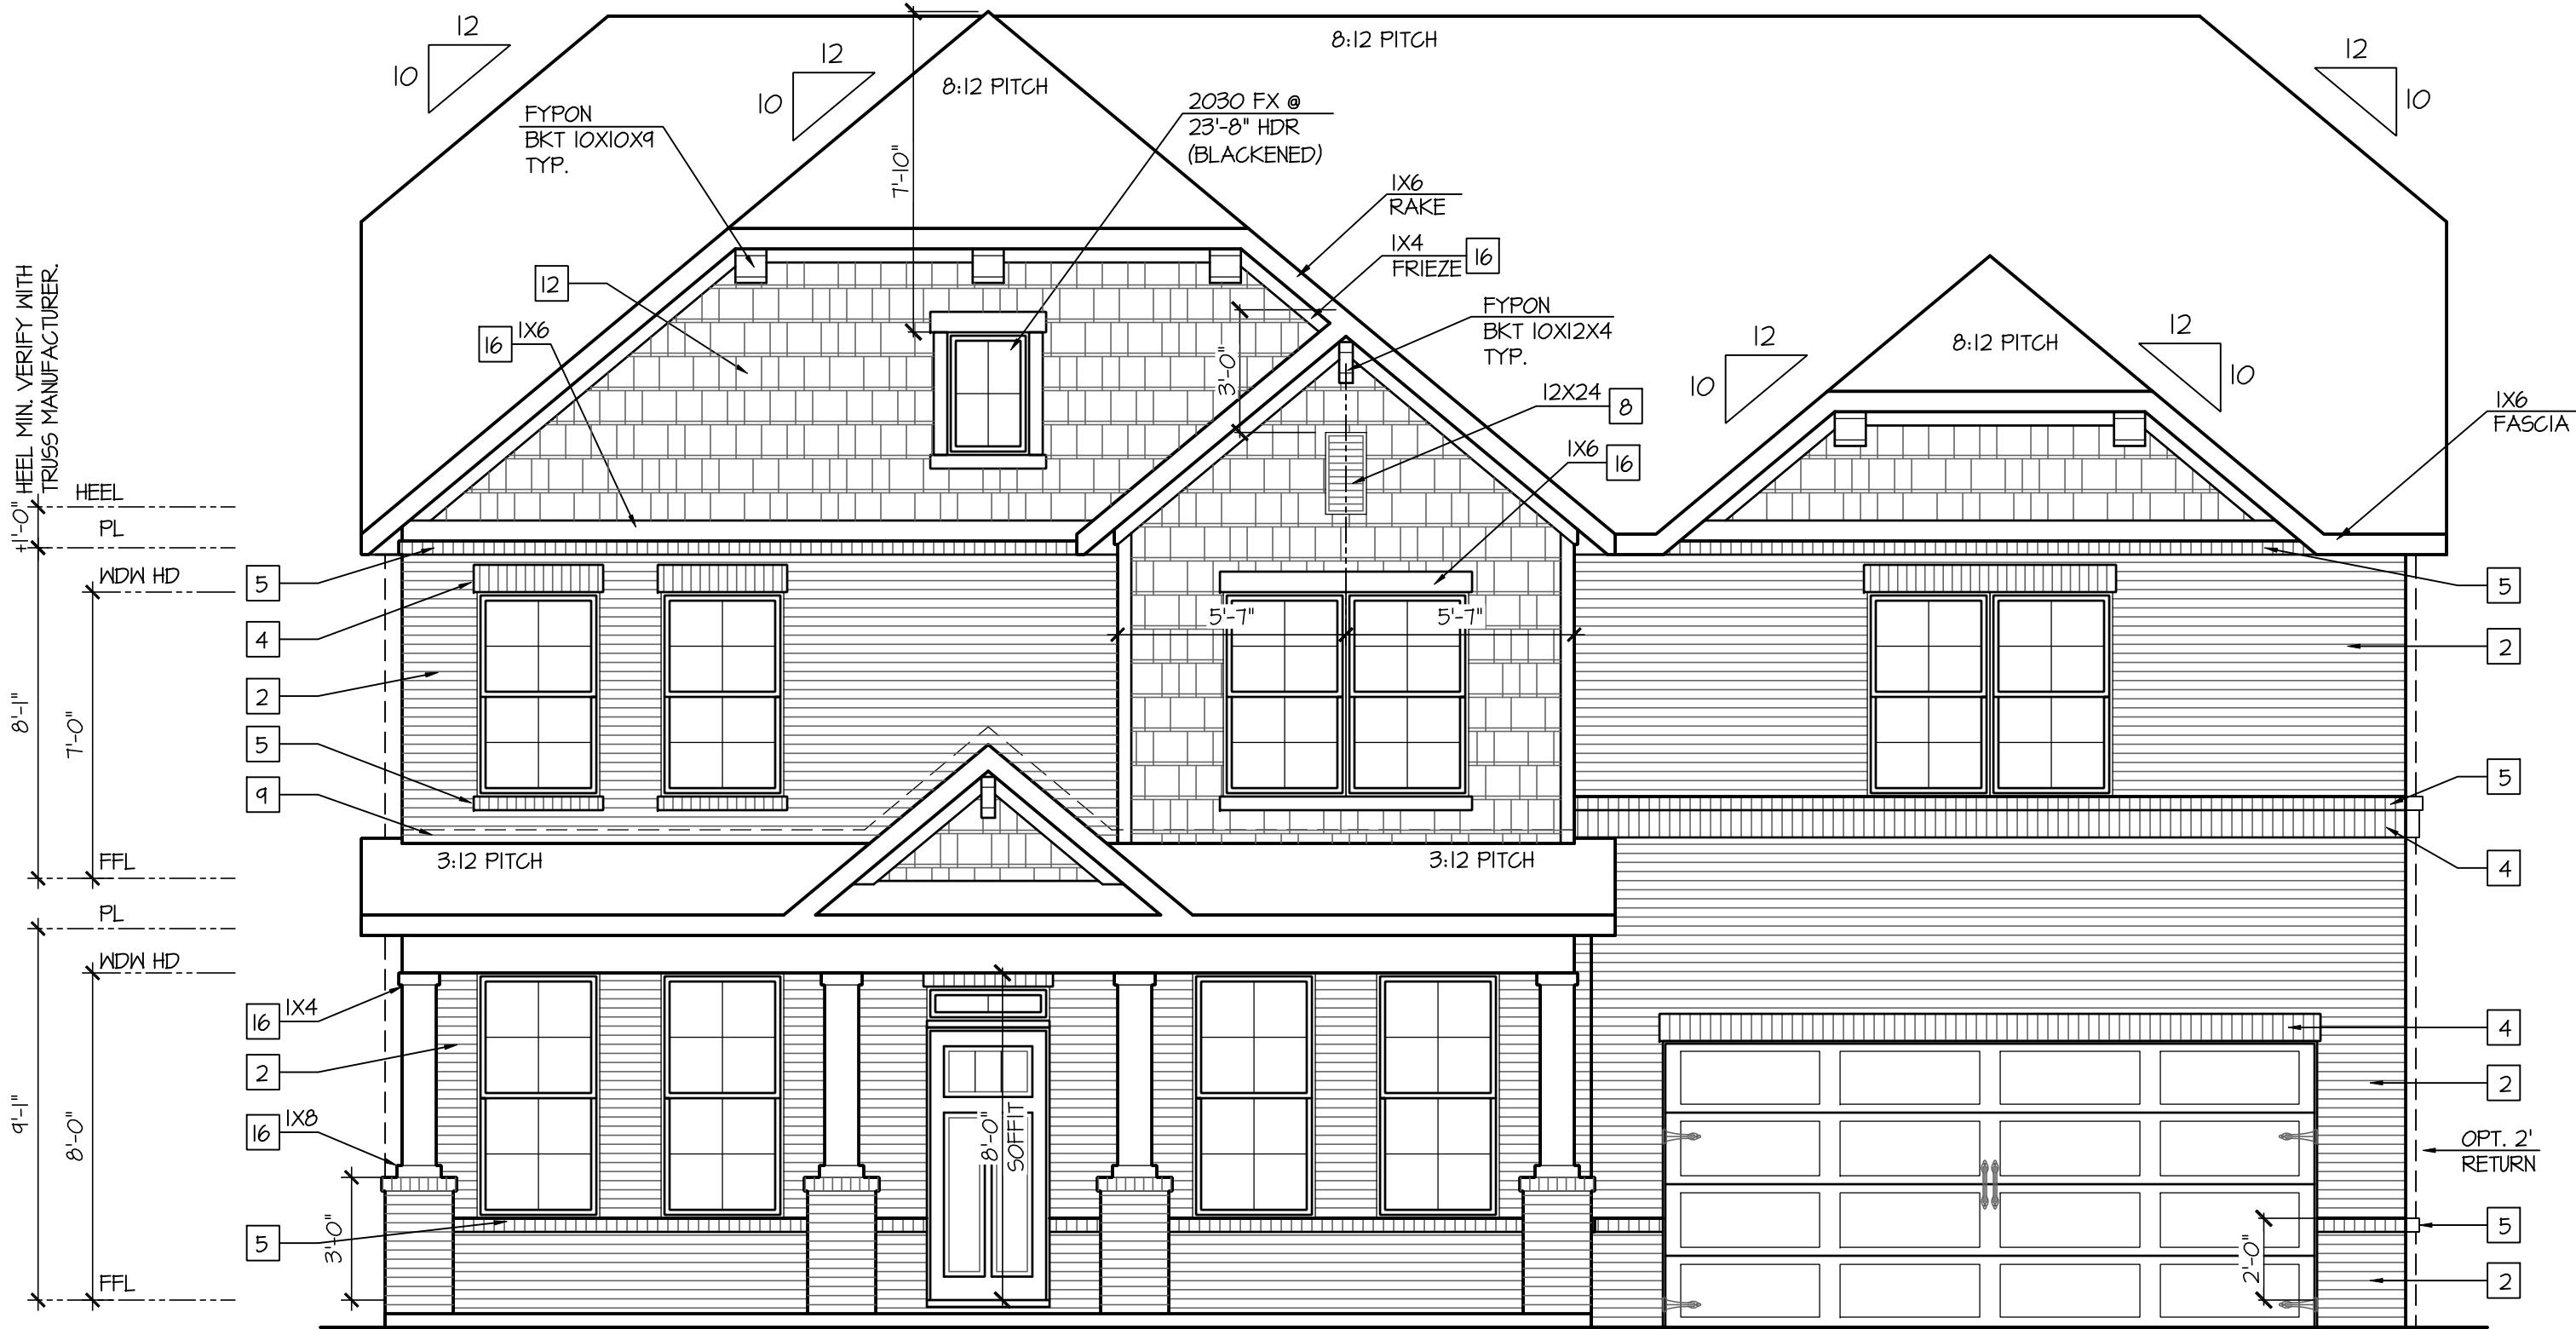 12
10
12
10
8:12 PITCH
8:12 PITCH
12
10
FYPON
BKT 10X10X9
TYP.
7'-10"
2030 FX @
23'-8" HDR
(BLACKENED)
1X6
RAKE
1X4
FRIEZE 16
12
16 1X6
FYPON
BKT 10X12X4
TYP.
3'-0"
12X24 8
1X6 16
12
10
8:12 PITCH
12
10
1X6
FASCIA
+1'-0" HEEL MIN. VERIFY WITH
TRUSS MANUFACTURER.
HEEL
PL
WDW HD
8'-1"
7'-0"
FFL
5
4
2
5
9
5'-7"
5'-7"
5
2
5
4
3:12 PITCH
3:12 PITCH
PL
WDW HD
9'-1"
8'-0"
FFL
16 1X4
2
16 1X8
5
3'-0"
8'-0"
SOFFIT
4
2
OPT. 2'
RETURN
5
2
2'-0"